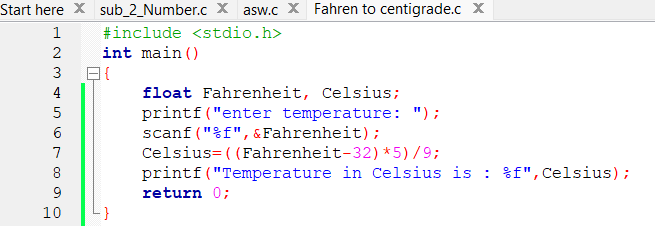 Start here sub_2_Number.c asw.c Fahren to centigrade.c
1 #include <stdio.h>
2 int main()
3 {
4 float Fahrenheit, Celsius;
5 printf("enter temperature: ");
6 scanf("%f",&Fahrenheit);
7 Celsius=((Fahrenheit-32)*5)/9;
8 printf("Temperature in Celsius is : %f",Celsius);
9 return 0;
10 }